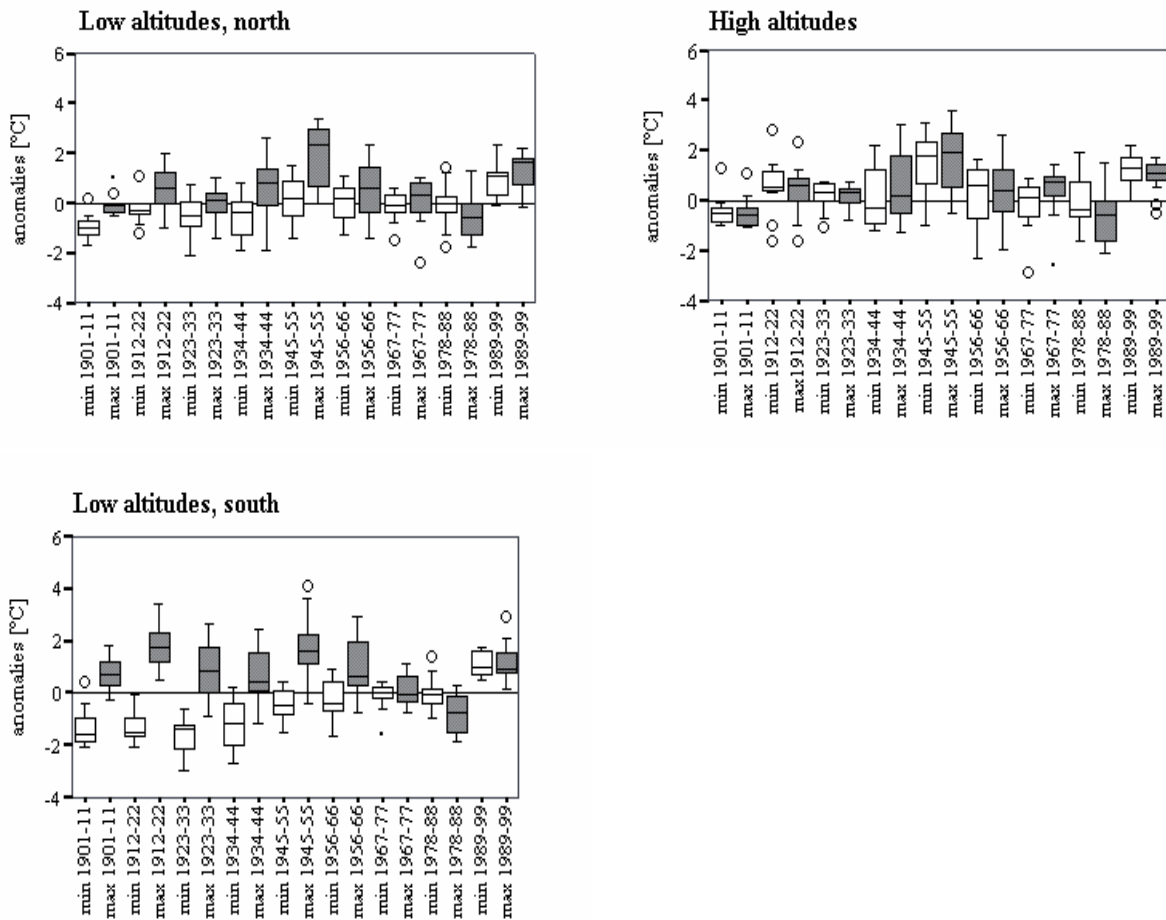 Low altitudes, north
anomalies [°C]
6
4
2
0
-2
-4
min 1901-11
max 1901-11
min 1912-22
max 1912-22
min 1923-33
max 1923-33
min 1934-44
max 1934-44
min 1945-55
max 1945-55
min 1956-66
max 1956-66
min 1967-77
max 1967-77
min 1978-88
max 1978-88
min 1989-99
max 1989-99
High altitudes
anomalies [°C]
6
4
2
0
-2
-4
min 1901-11
max 1901-11
min 1912-22
max1912-22
min 1923-33
max 1923-33
min 1934-44
max 1934-44
min 1945-55
max 1945-55
min 1956-66
max 1956-66
min 1967-77
max 1967-77
min 1978-88
max 1978-88
min 1989-99
max 1989-99
Low altitudes, south
anomalies [°C]
6
4
2
0
-2
-4
min 1901-11
max 1901-11
min 1912-22
max 1912-22
min 1923-33
max 1923-33
min 1934-44
max 1934-44
min 1945-55
max 1945-55
min 1956-66
max 1956-66
min 1967-77
max 1967-77
min 1978-88
max 1978-88
min 1989-99
max 1989-99